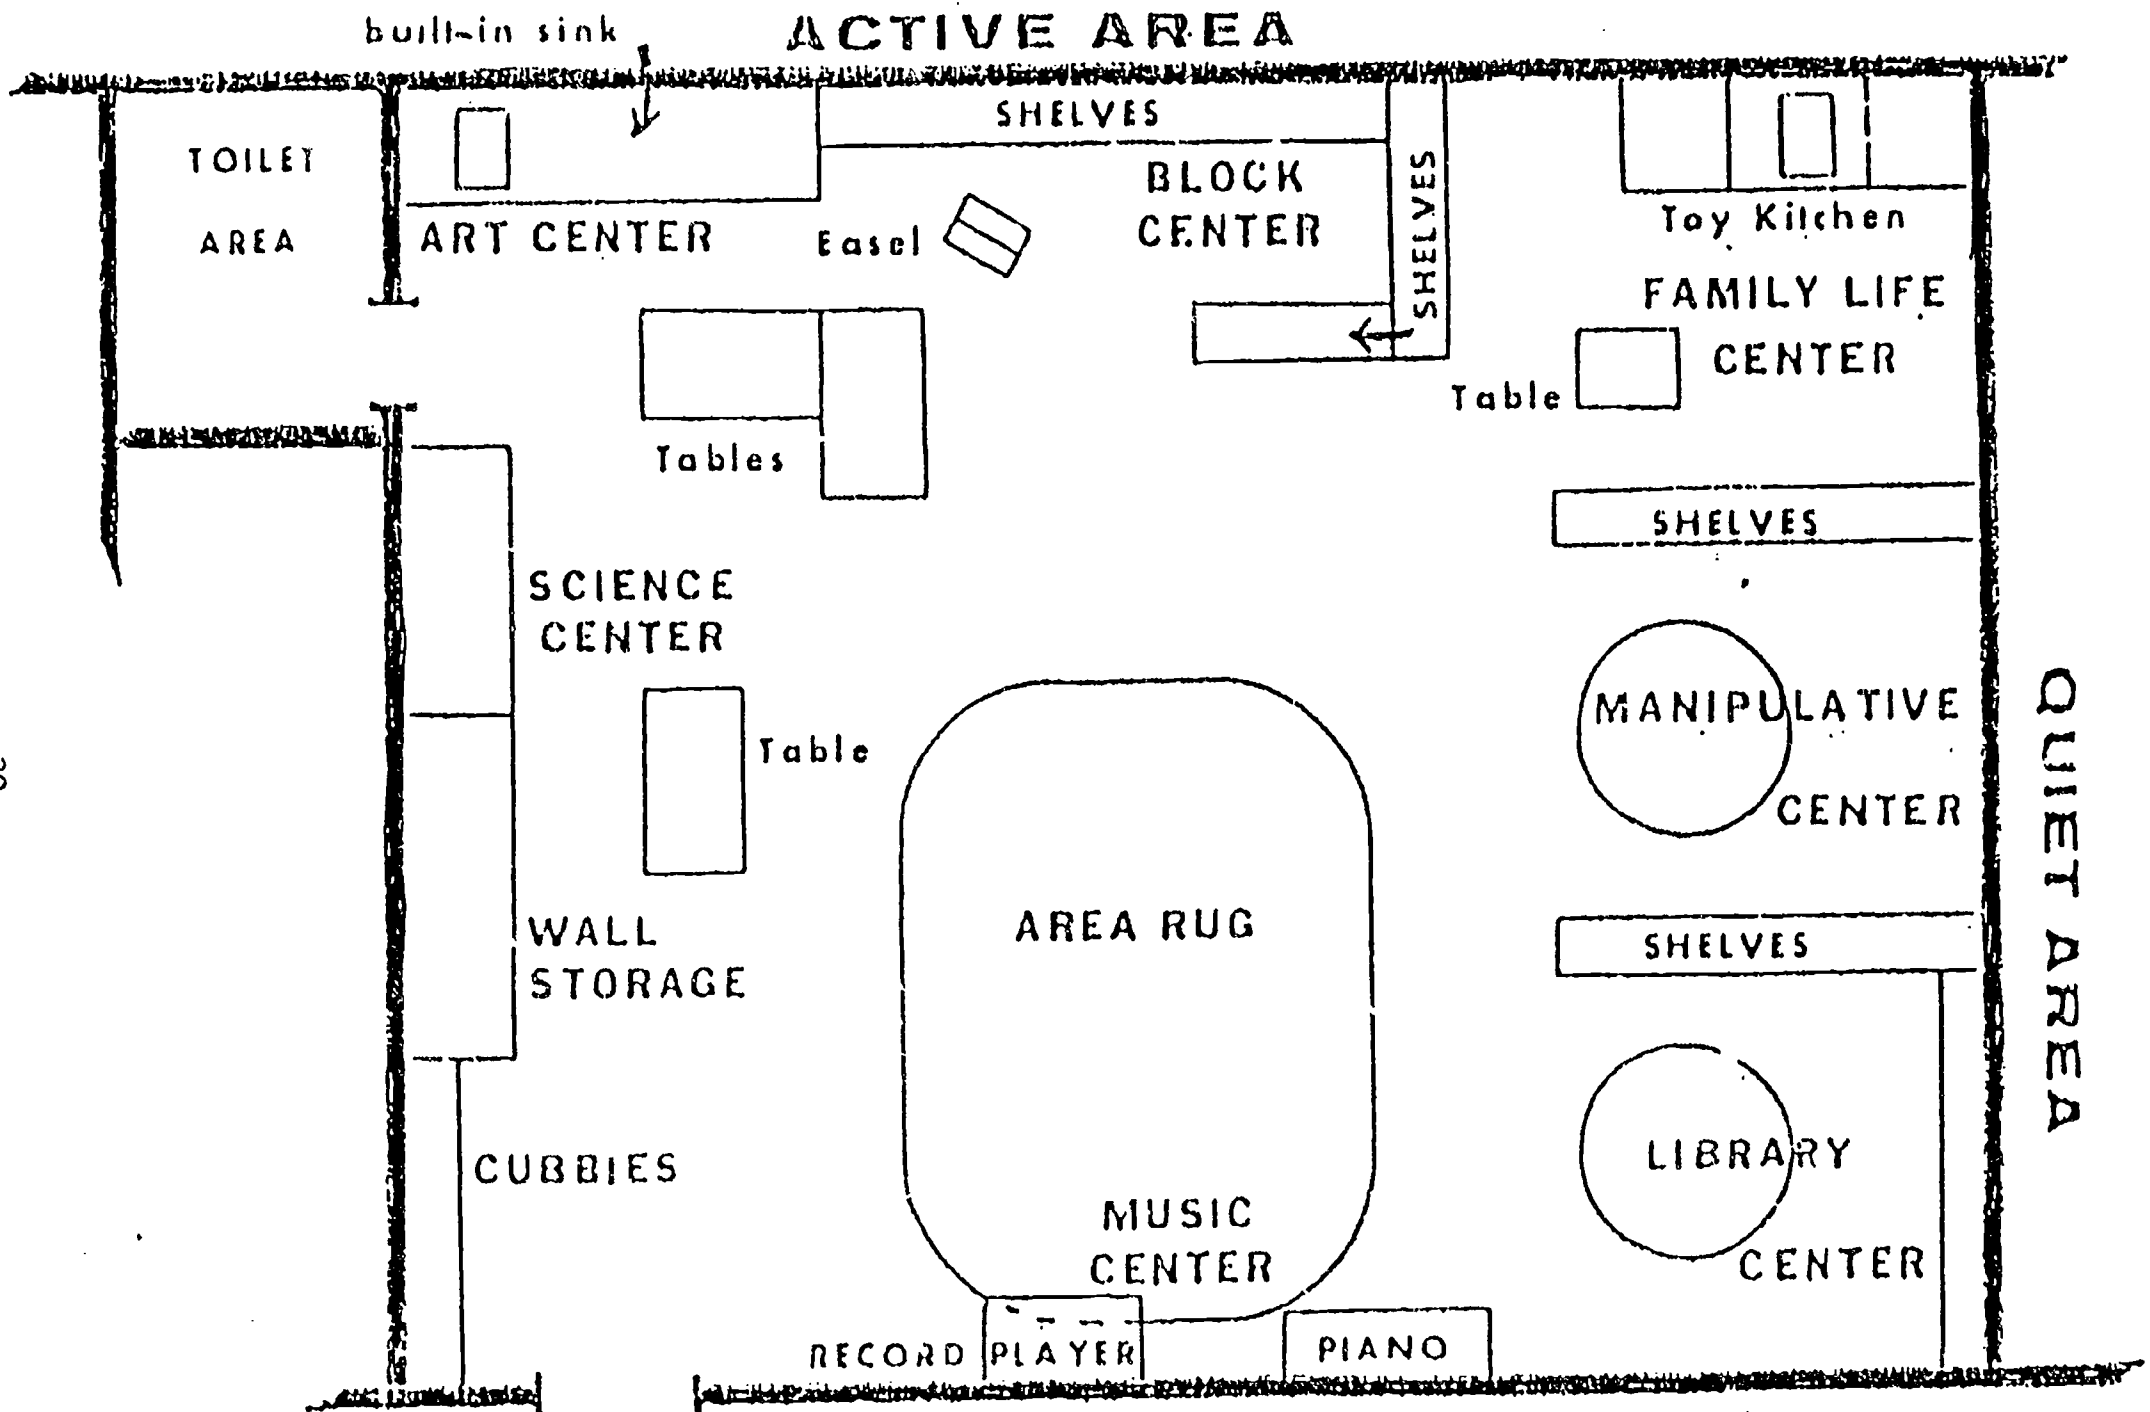 built-in sink
ACTIVE AREA
SHELVES
TOILET
AREA
ART CENTER
Easel
BLOCK
CENTER
SHELVES
Toy Kitchen
FAMILY LIFE
CENTER
Table
Tables
SHELVES
SCIENCE
CENTER
Table
MANIPULATIVE
CENTER
QUIET AREA
WALL
STORAGE
AREA RUG
SHELVES
CUBBIES
LIBRARY
CENTER
MUSIC
CENTER
RECORD PLAYER
PIANO